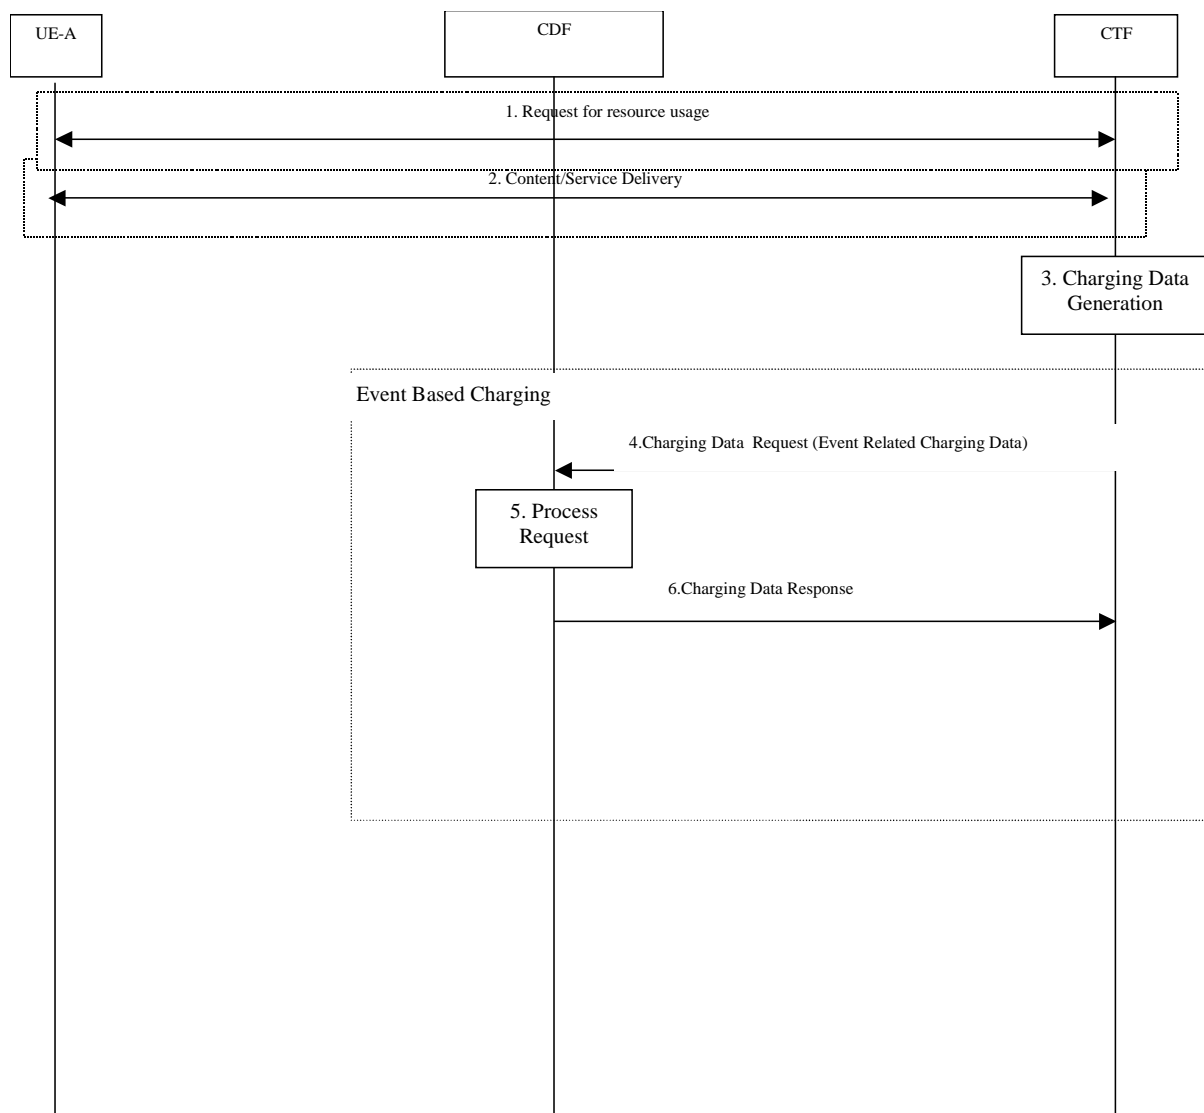 UE-A
CDF
CTF
1. Request for resource usage
2. Content/Service Delivery
3. Charging Data
Generation
Event Based Charging
4.Charging Data  Request (Event Related Charging Data)
5. Process
Request
6.Charging Data Response